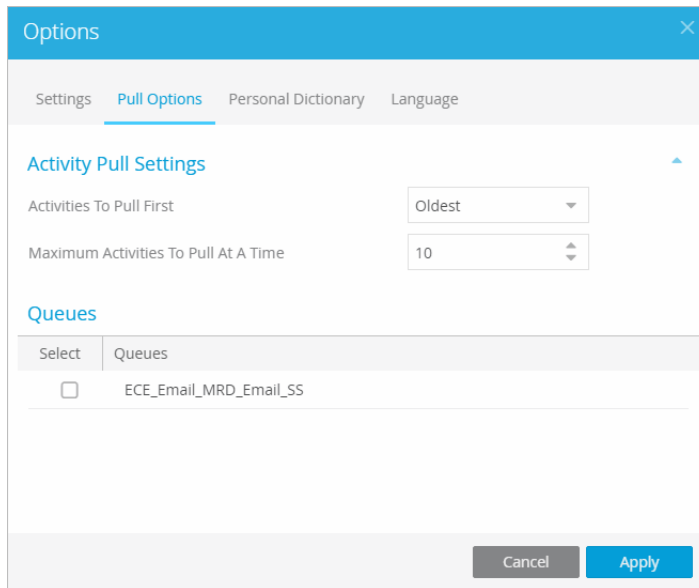 Options
Settings Pull Options Personal Dictionary Language
Activity Pull Settings
Activities To Pull First Oldest
Maximum Activities To Pull At A Time 10
Queues
Select Queues
ECE_Email_MRD_Email_SS
Cancel Apply